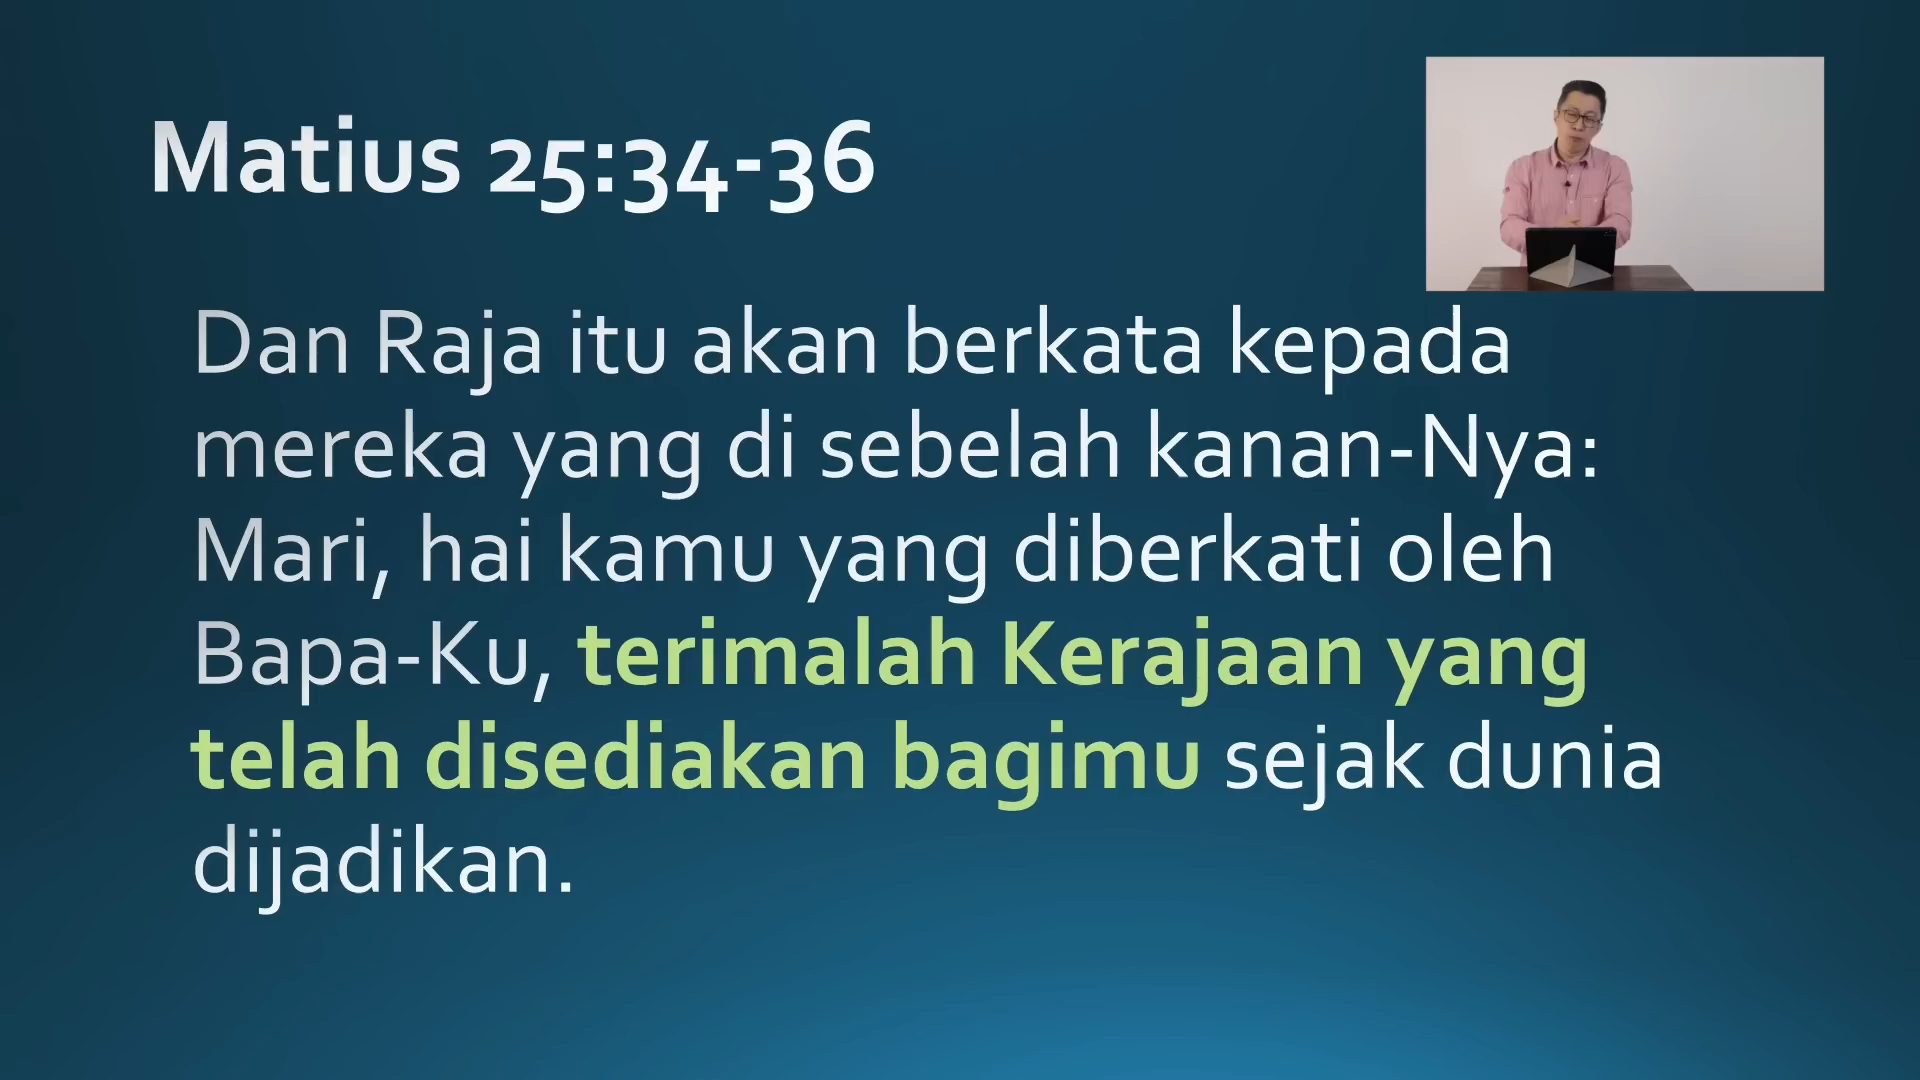 Matius 25:34-36
Dan Raja itu akan berkata kepada
mereka yang di sebelah kanan-Nya:
Mari, hai kamu yang diberkati oleh
Bapa-Ku, terimalah Kerajaan yang
telah disediakan bagimu sejak dunia
dijadikan.